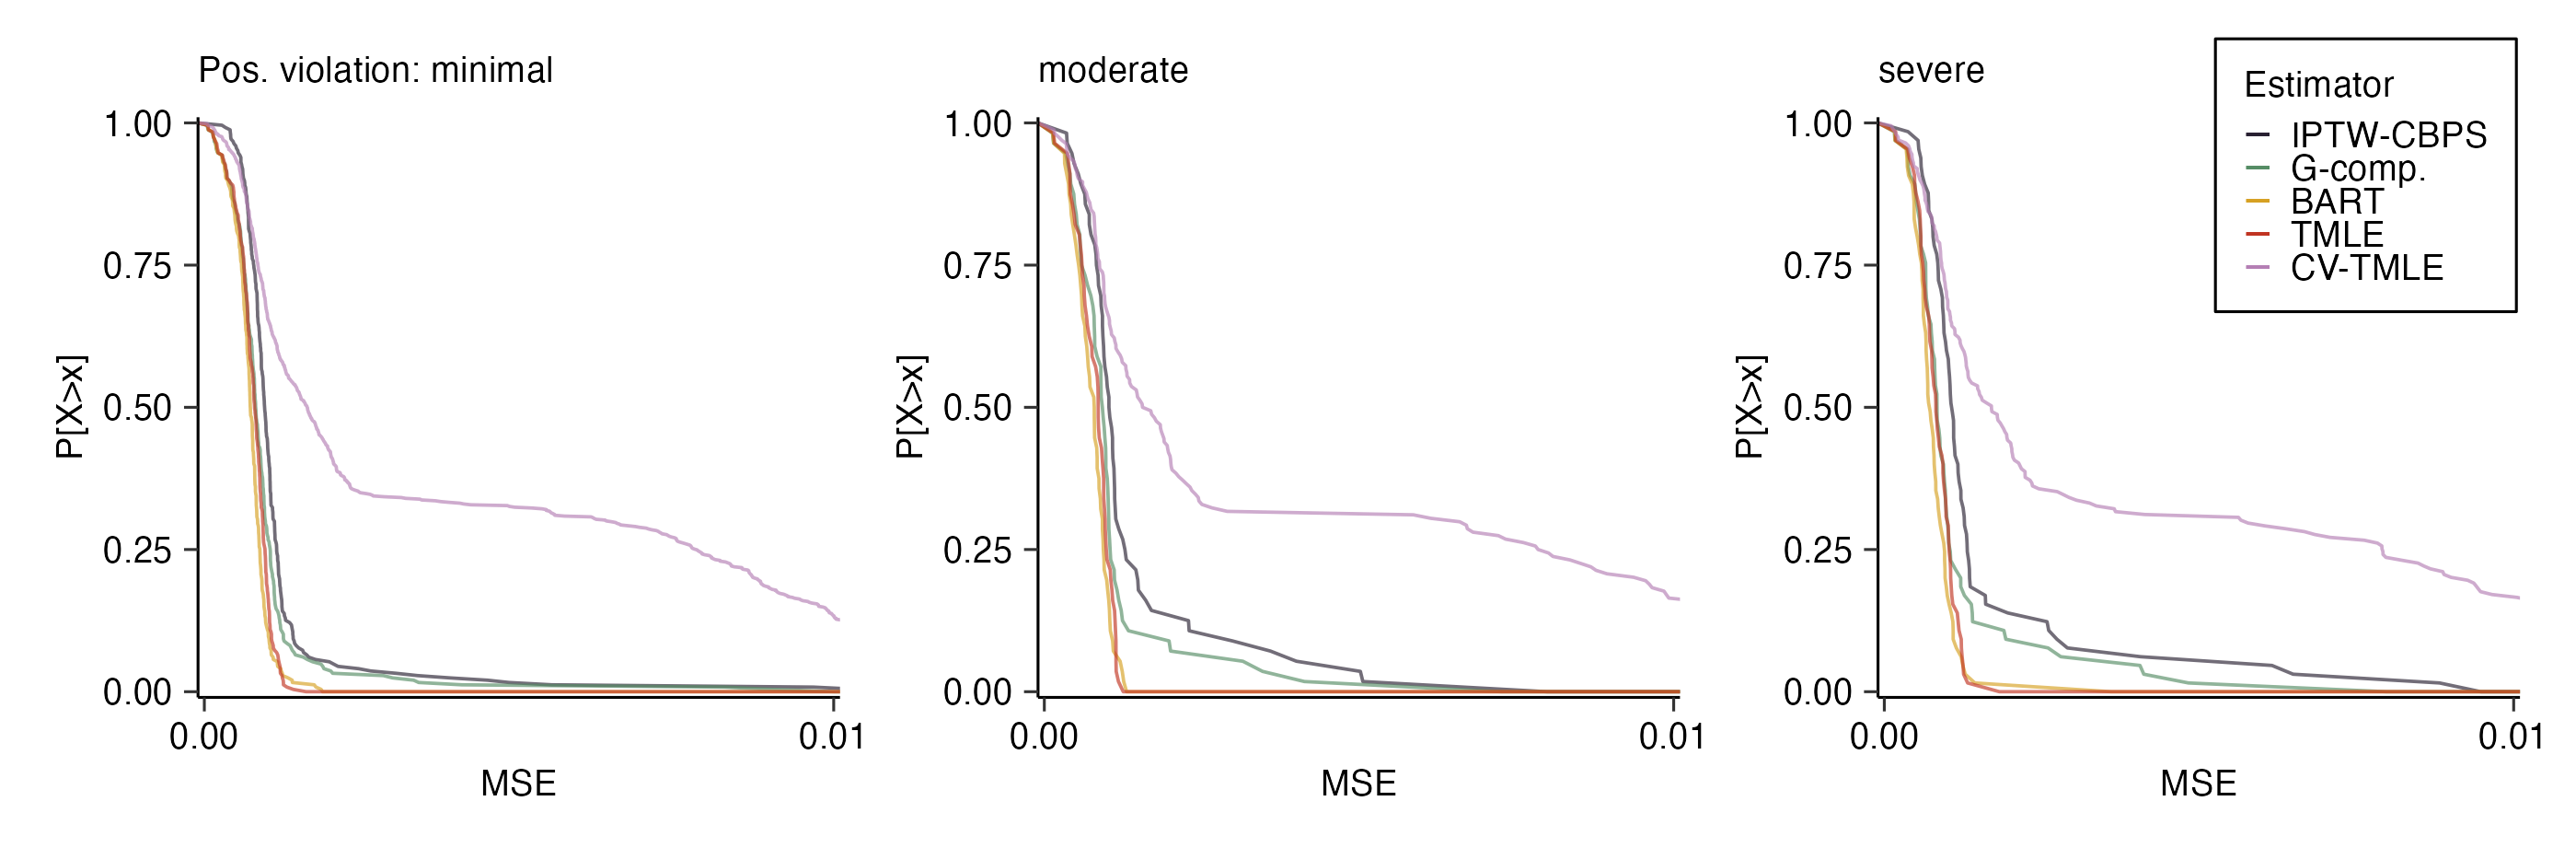 Pos. violation: minimal
1.00
0.75
0.50
0.25
0.00
P[X>x]
0.00
0.01
MSE
moderate
1.00
0.75
0.50
0.25
0.00
P[X>x]
0.00
0.01
MSE
severe
1.00
0.75
0.50
0.25
0.00
P[X>x]
0.00
0.01
MSE
Estimator
IPTW-CBPS
G-comp.
BART
TMLE
CV-TMLE